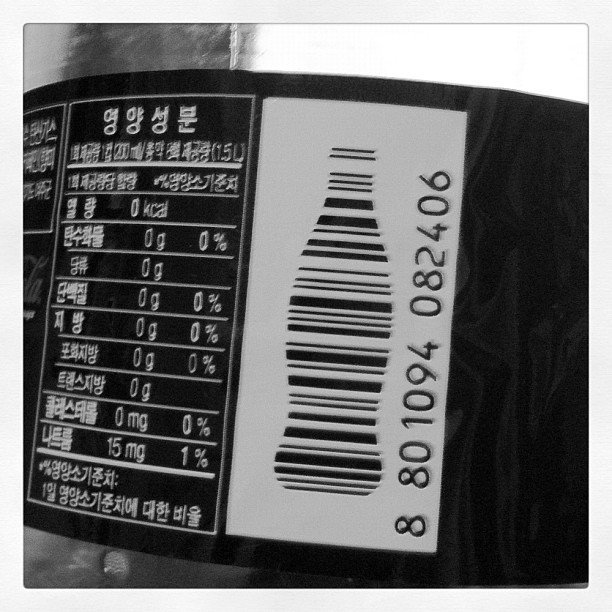 영양성분
1회 제공량 1컵 (200 mL) 총 약 8회 제공량 (1.5 L)
1회 제공량당 함량 *%영양소기준치
열 량 0 kcal
탄수화물 0 g 0 %
당류 0 g
단백질 0 g 0 %
지 방 0 g 0 %
포화지방 0 g 0 %
트랜스지방 0 g
콜레스테롤 0 mg 0 %
나트륨 15 mg 1 %
*%영양소기준치:
1일 영양소기준치에 대한 비율
8 801094 082406